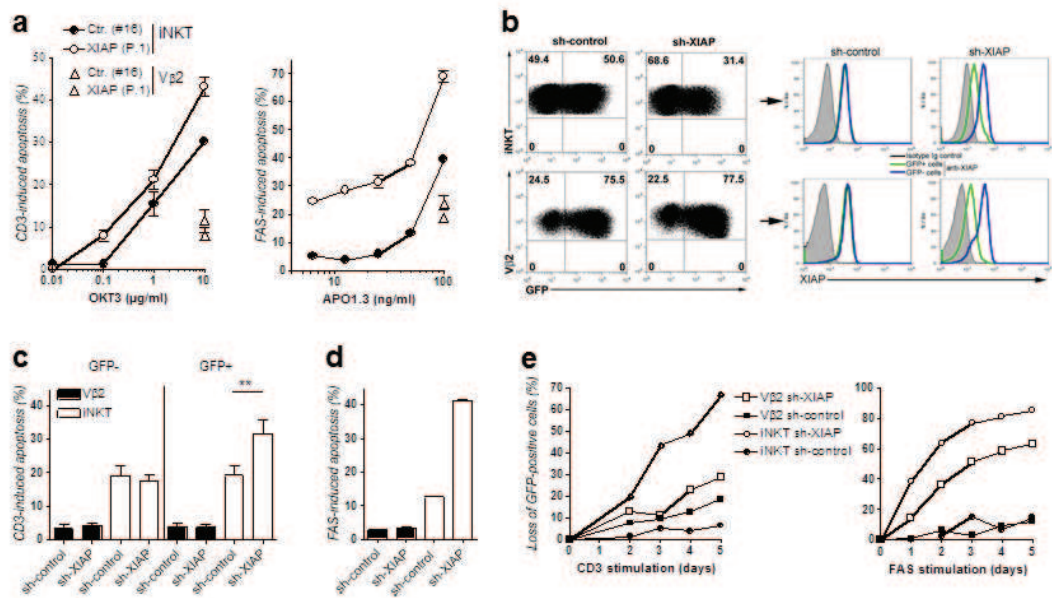 a
Ctr. (#16)
XIAP (P.1)
iNKT
Ctr. (#16)
XIAP (P.1)
Vβ2
CD3-induced apoptosis (%)
50
40
30
20
10
0
0.01
0.1
1
10
OKT3 (µg/ml)
FAS-induced apoptosis (%)
70
60
50
40
30
20
10
0
10
100
APO1.3 (ng/ml)
b
sh-control
sh-XIAP
49.4
50.6
68.6
31.4
0
0
0
0
iNKT
24.5
75.5
22.5
77.5
0
0
0
0
Vβ2
GFP
sh-control
sh-XIAP
Isotype Ig control
GFP+ cells
GFP- cells
anti-XIAP
XIAP
c
GFP-
GFP+
Vβ2
iNKT
**
CD3-induced apoptosis (%)
40
30
20
10
0
sh-control
sh-XIAP
sh-control
sh-XIAP
sh-control
sh-XIAP
sh-control
sh-XIAP
d
FAS-induced apoptosis (%)
40
30
20
10
0
sh-control
sh-XIAP
sh-control
sh-XIAP
e
Loss of GFP-positive cells (%)
70
60
50
40
30
20
10
0
0
1
2
3
4
5
CD3 stimulation (days)
Vβ2 sh-XIAP
Vβ2 sh-control
iNKT sh-XIAP
iNKT sh-control
100
80
60
40
20
0
0
1
2
3
4
5
FAS stimulation (days)